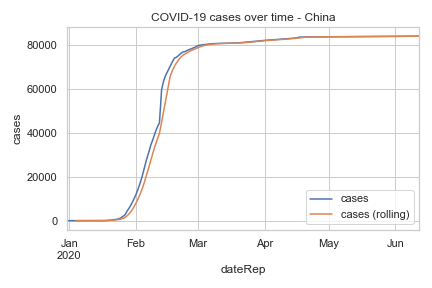 COVID-19 cases over time - China
cases
80000
60000
40000
20000
0
cases
cases (rolling)
Jan Feb Mar Apr May Jun
2020
dateRep